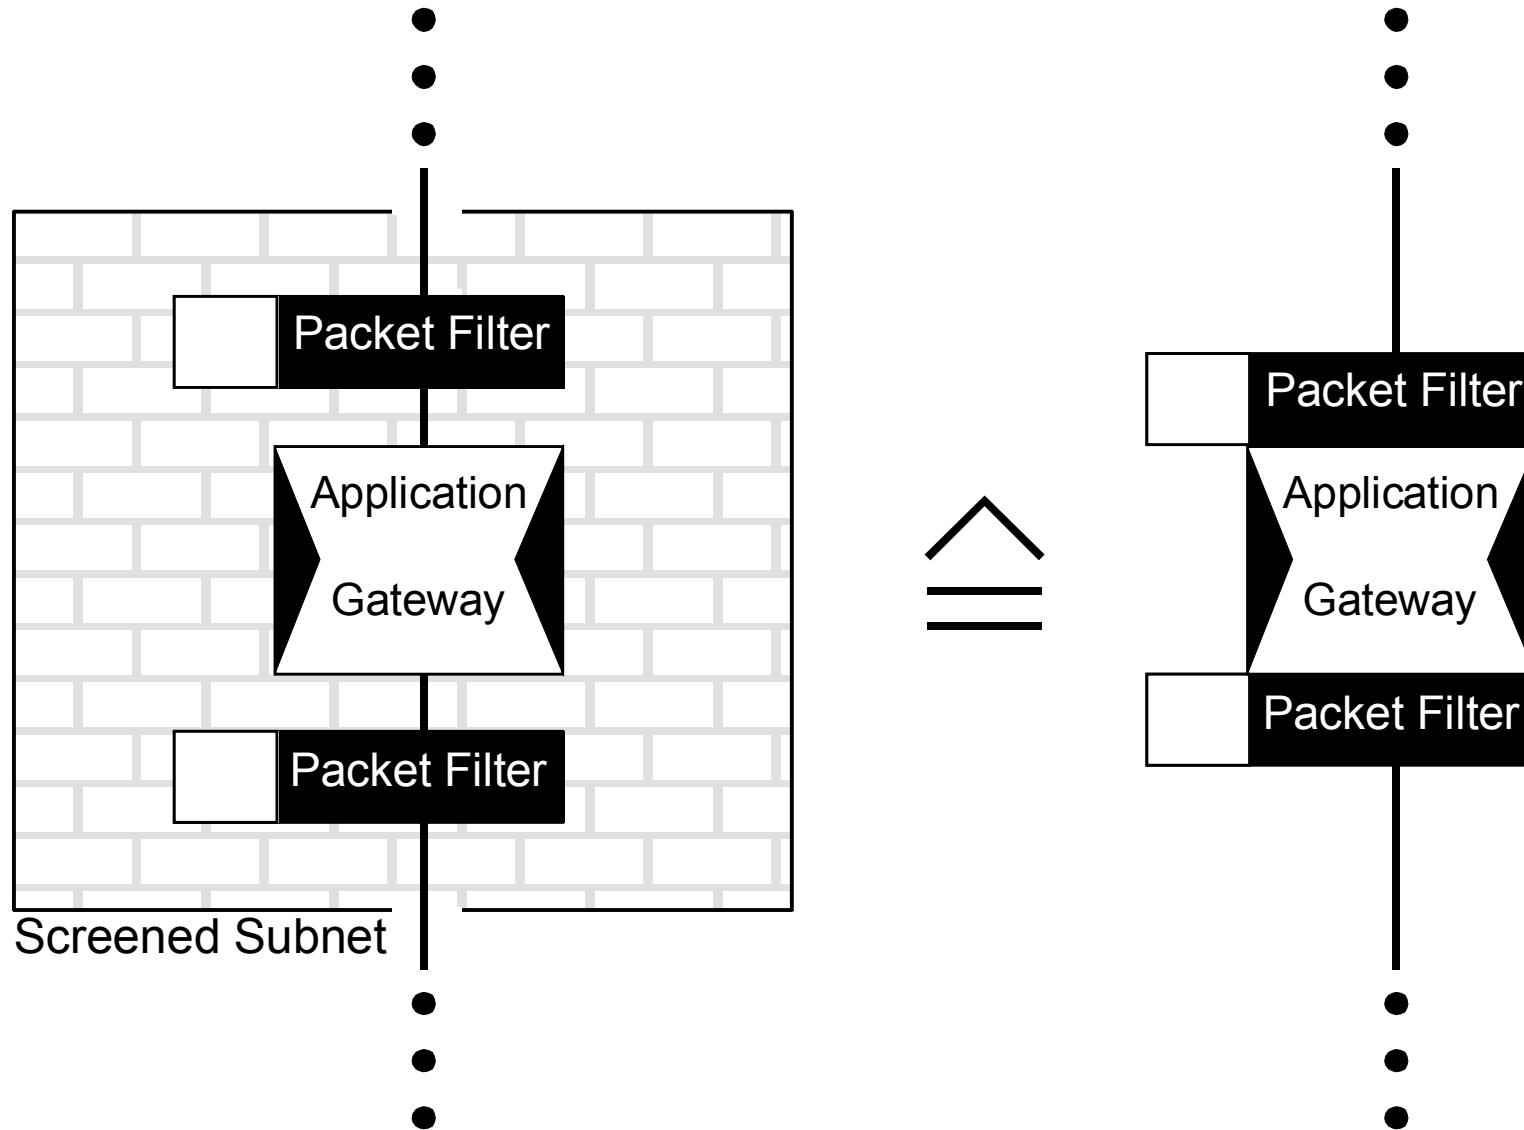 Packet Filter
Application
Gateway
Packet Filter
Screened Subnet
Packet Filter
Application
Gateway
Packet Filter